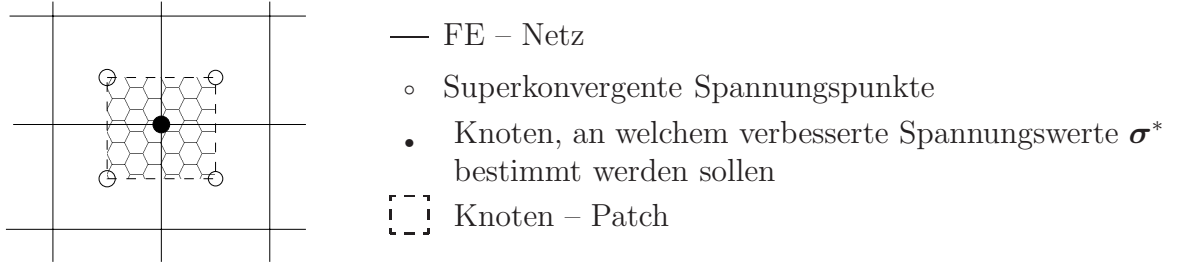 FE – Netz
Superkonvergente Spannungspunkte
Knoten, an welchem verbesserte Spannungswerte σ*
bestimmt werden sollen
Knoten – Patch